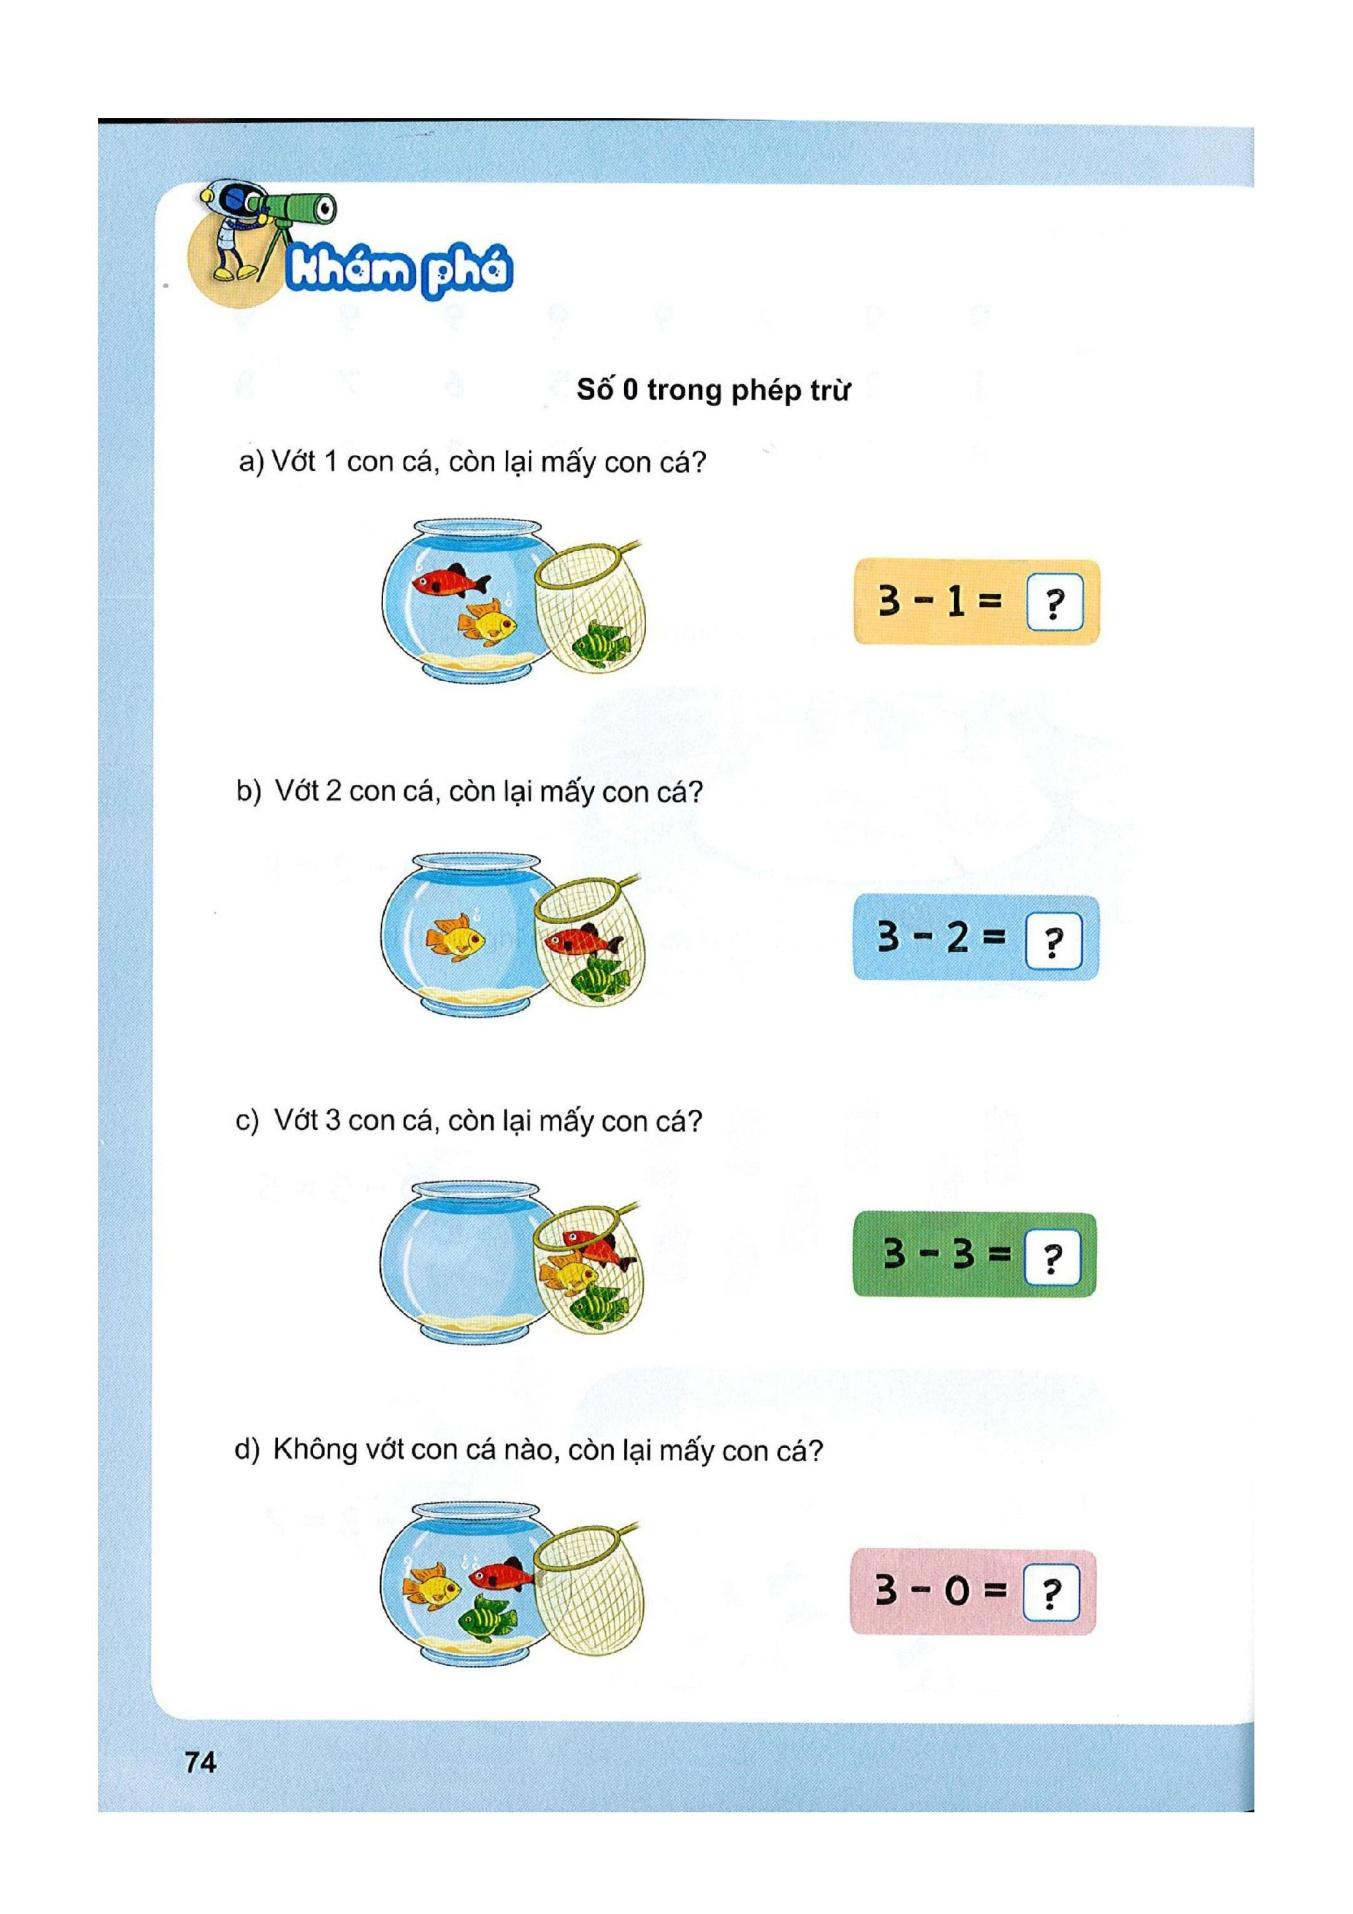 Khám phá
Số 0 trong phép trừ
a) Vớt 1 con cá, còn lại mấy con cá?
3 - 1 = ?
b) Vớt 2 con cá, còn lại mấy con cá?
3 - 2 = ?
c) Vớt 3 con cá, còn lại mấy con cá?
3 - 3 = ?
d) Không vớt con cá nào, còn lại mấy con cá?
3 - 0 = ?
74